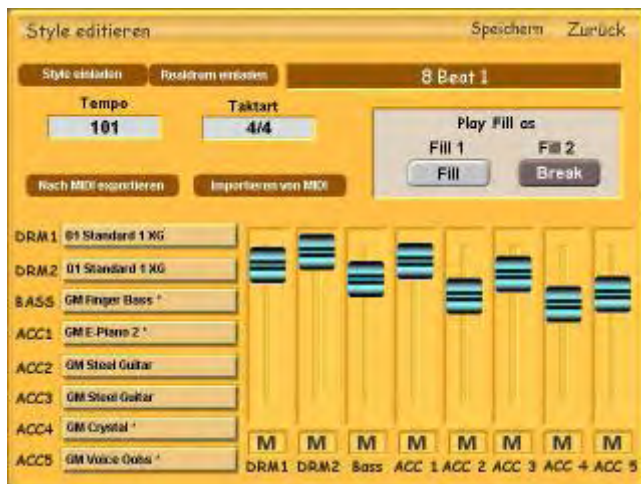 Style editieren Speichern Zurück
Style einladen Realdrum einladen 8 Beat 1
Tempo Taktart
101 4/4
Play Fill as
Fill 1 Fill 2
Fill Break
Nach MIDI exportieren Importieren von MIDI
DRM1 01 Standard 1 XG
DRM2 01 Standard 1 XG
BASS GM Finger Bass *
ACC1 GM E-Piano 2 *
ACC2 GM Steel Guitar
ACC3 GM Steel Guitar
ACC4 GM Crystal *
ACC5 GM Voice Oohs *
M M M M M M M M
DRM1 DRM2 Bass ACC 1 ACC 2 ACC 3 ACC 4 ACC 5